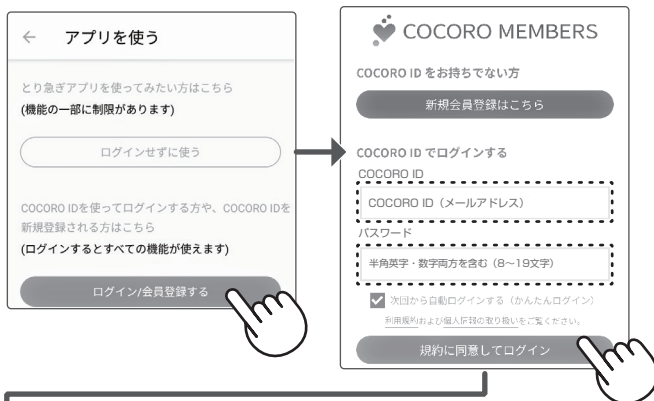 ← アプリを使う
とり急ぎアプリを使ってみたい方はこちら
(機能の一部に制限があります)
ログインせずに使う
COCORO IDを使ってログインする方や、COCORO IDを
新規登録される方はこちら
(ログインするとすべての機能が使えます)
ログイン/会員登録する
COCORO MEMBERS
COCORO ID をお持ちでない方
新規会員登録はこちら
COCORO ID でログインする
COCORO ID
COCORO ID（メールアドレス）
パスワード
半角英字・数字両方を含む（8〜19文字）
次回から自動ログインする（かんたんログイン）
利用規約および個人情報の取り扱いをご覧ください。
規約に同意してログイン